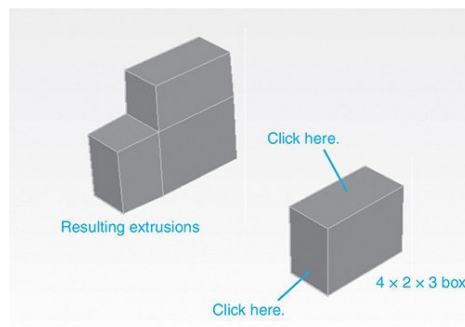 Click here.
Resulting extrusions
4 × 2 × 3 box
Click here.